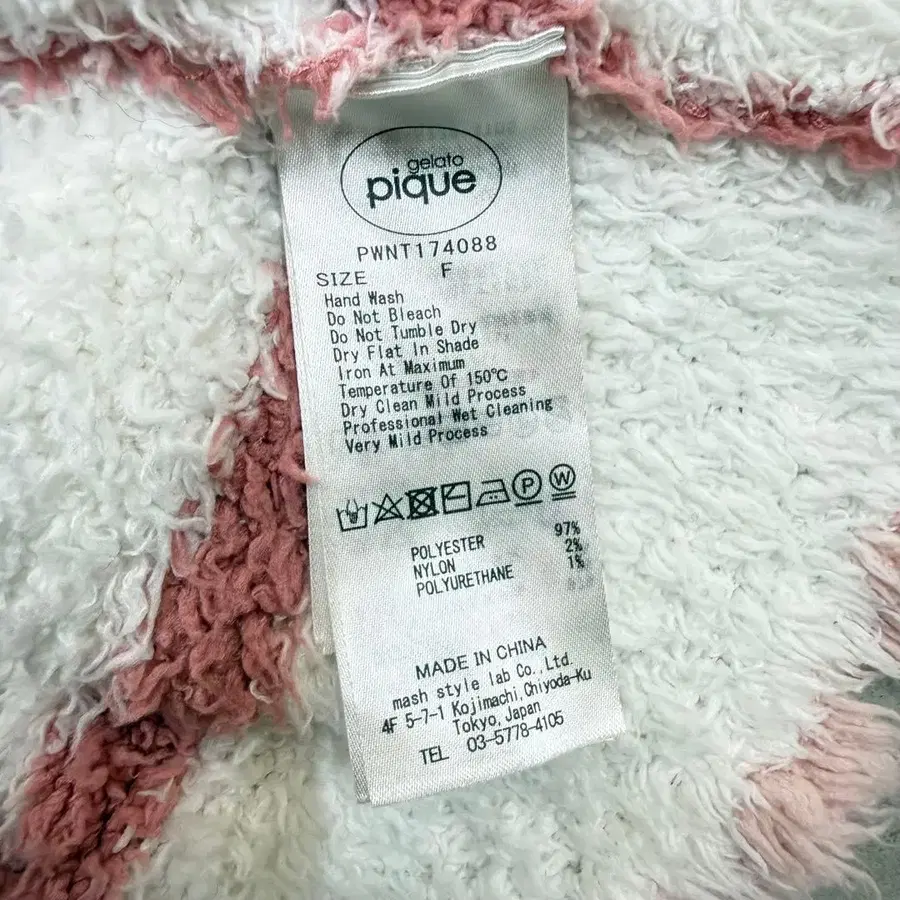 gelato
pique
PWNT174088
SIZE F
Hand Wash
Do Not Bleach
Do Not Tumble Dry
Dry Flat In Shade
Iron At Maximum
Temperature Of 150℃
Dry Clean Mild Process
Professional Wet Cleaning
Very Mild Process
P W
POLYESTER 97%
NYLON 2%
POLYURETHANE 1%
MADE IN CHINA
mash style lab Co.,Ltd.
4F 5-7-1 Kojimachi,Chiyoda-Ku
Tokyo,Japan
TEL 03-5778-4105